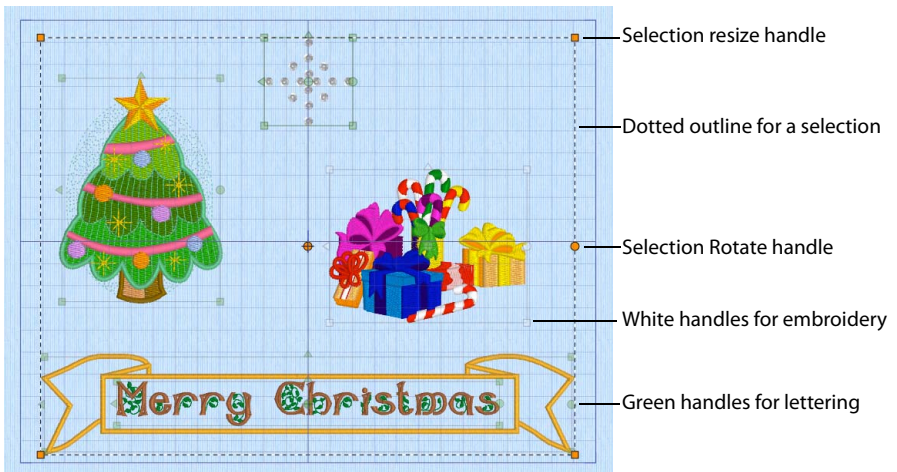 Selection resize handle
Dotted outline for a selection
Selection Rotate handle
White handles for embroidery
Merry Christmas
Green handles for lettering